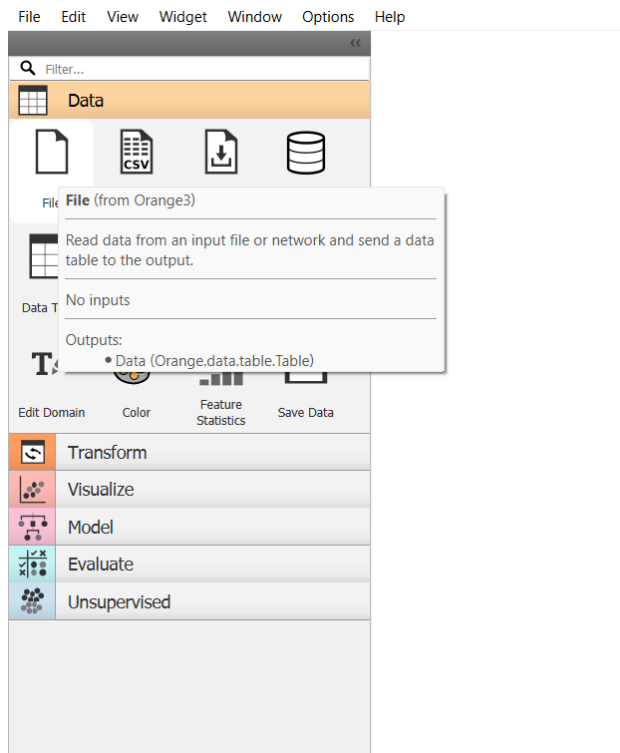 File Edit View Widget Window Options Help
«
Filter...
Data
CSV
File
File (from Orange3)
Read data from an input file or network and send a data
table to the output.
Data T
No inputs
Outputs:
• Data (Orange.data.table.Table)
T
Edit Domain Color Feature Statistics Save Data
Transform
Visualize
Model
Evaluate
Unsupervised